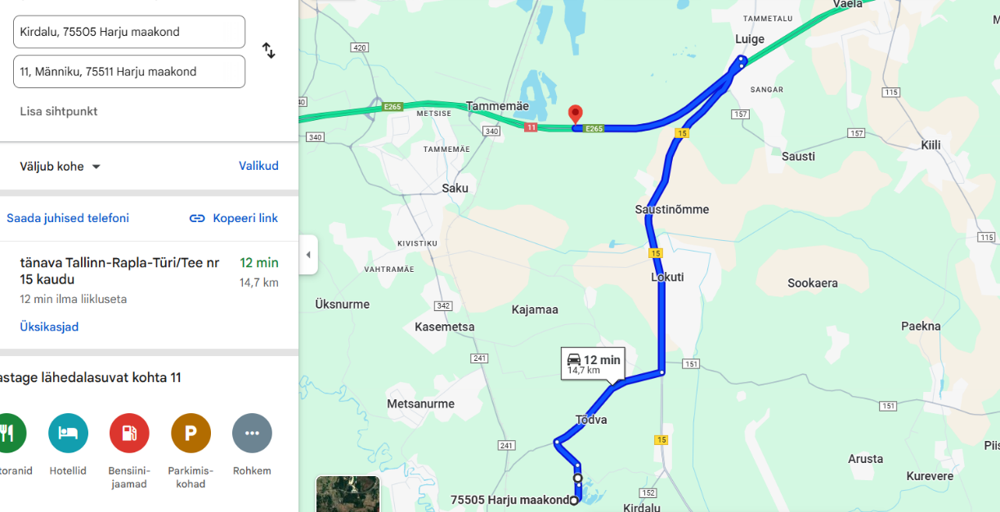 Kirdalu, 75505 Harju maakond
11, Männiku, 75511 Harju maakond
Lisa sihtpunkt
Väljub kohe
Valikud
Saada juhised telefoni
Kopeeri link
tänava Tallinn-Rapla-Türi/Tee nr
15 kaudu
12 min
14,7 km
12 min ilma liikluseta
Üksikasjad
astage lähedalasuvat kohta 11
toranid
Hotellid
Bensiini-
jaamad
P
Parkimis-
kohad
Rohkem
Vaela
TAMMETALU
Luige
420
SANGAR
115
40
E265
METSISE
Tammemäe
340
340
11
E265
15
157
157
Kiili
TAMMEMÄE
Sausti
Saku
Saustinõmme
KIVISTIKU
115
VAHTRAMÄE
15
Lokuti
Sookaera
Üksnurme
342
Kajamaa
Kasemetsa
Paekna
241
12 min
14,7 km
151
Metsanurme
151
Tõdva
241
15
Piis
Arusta
Kurevere
75505 Harju maakond
152
Kirdalu